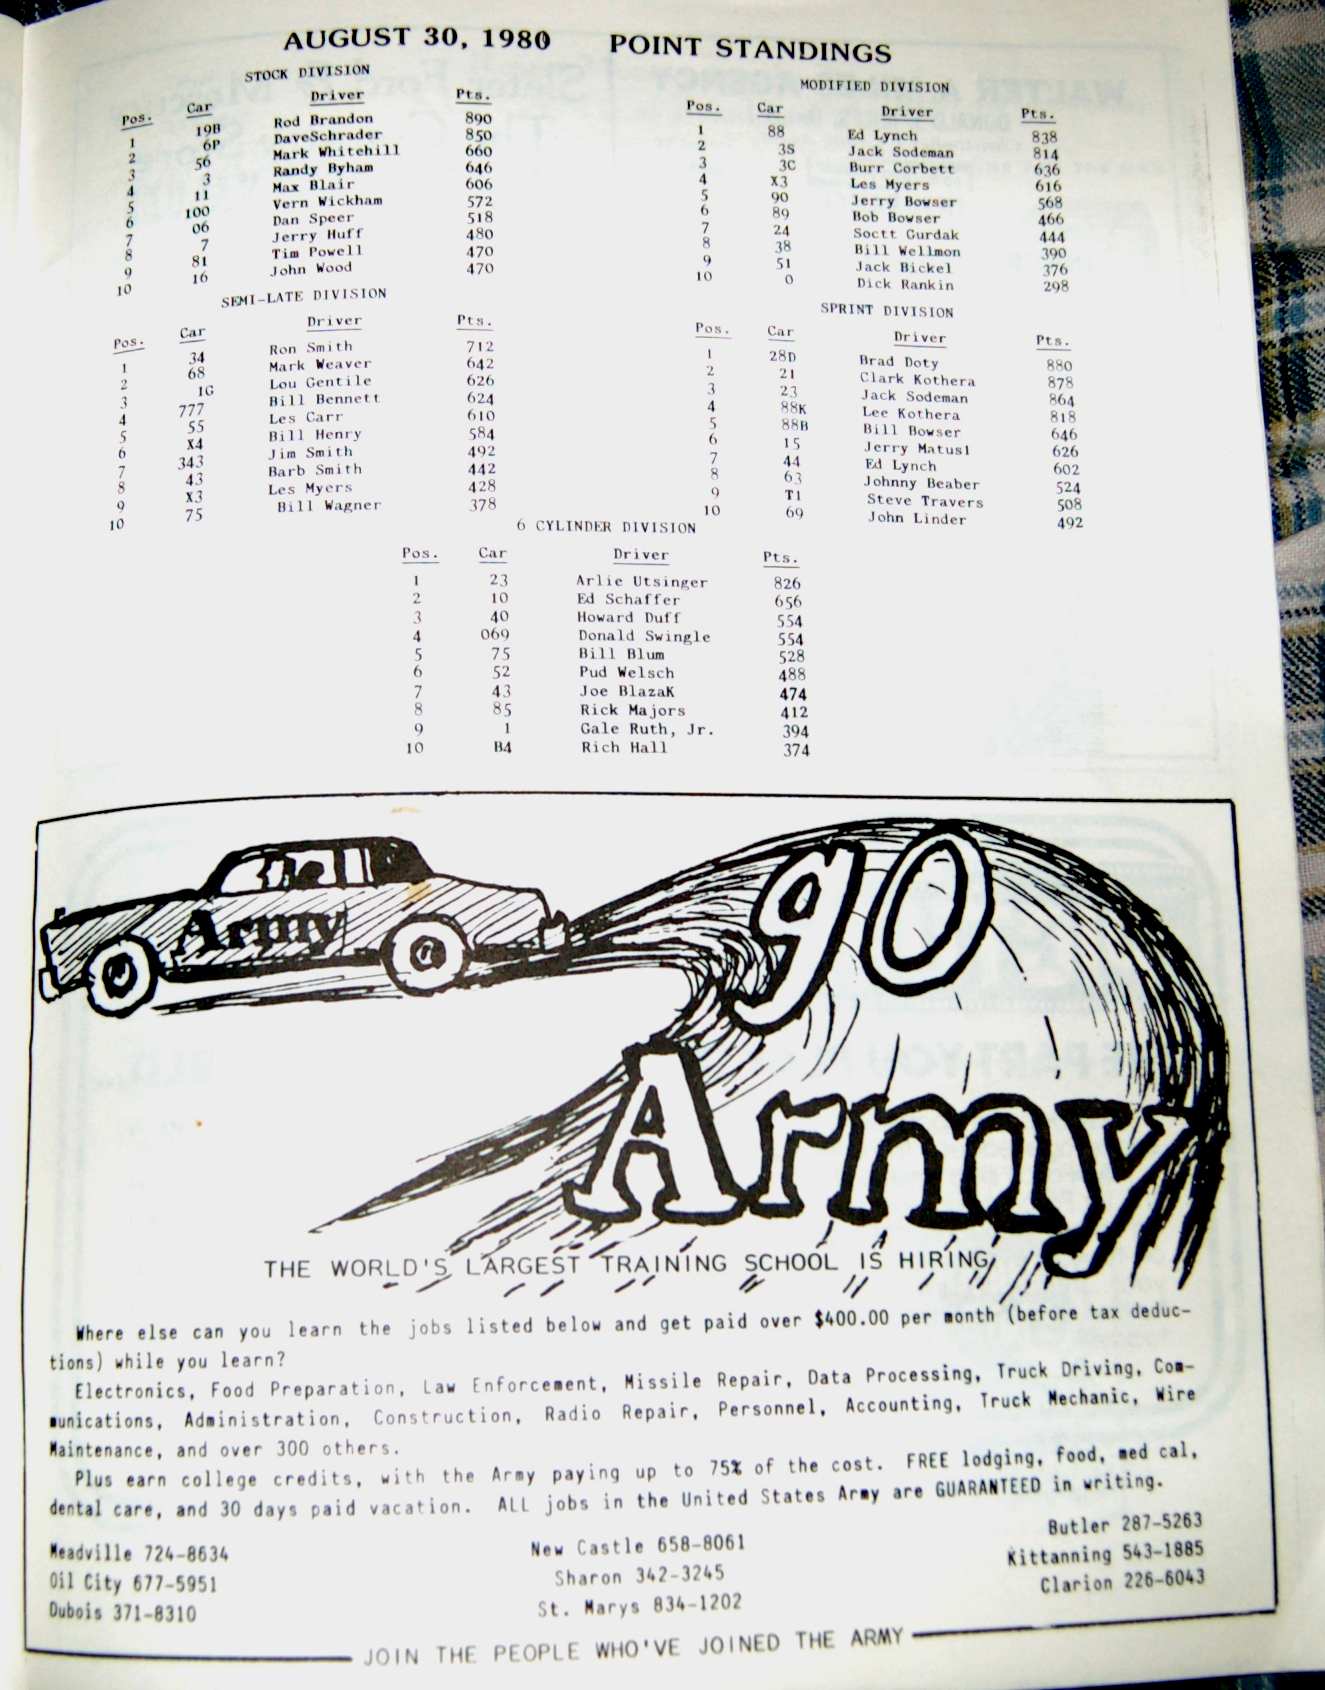 AUGUST 30, 1980 POINT STANDINGS
STOCK DIVISION
Pos. Car Driver Pts.
1 19B Rod Brandon 890
2 6P DaveSchrader 850
3 56 Mark Whitehill 660
4 3 Randy Byham 646
5 11 Max Blair 606
6 100 Vern Wickham 572
7 06 Dan Speer 518
8 7 Jerry Huff 480
9 81 Tim Powell 470
10 16 John Wood 470
MODIFIED DIVISION
Pos. Car Driver Pts.
1 88 Ed Lynch 838
2 3S Jack Sodeman 814
3 3C Burr Corbett 636
4 X3 Les Myers 616
5 90 Jerry Bowser 568
6 89 Bob Bowser 466
7 24 Soctt Gurdak 444
8 38 Bill Wellmon 390
9 51 Jack Bickel 376
10 0 Dick Rankin 298
SEMI-LATE DIVISION
Pos. Car Driver Pts.
1 34 Ron Smith 712
2 68 Mark Weaver 642
3 1G Lou Gentile 626
4 777 Bill Bennett 624
5 55 Les Carr 610
6 X4 Bill Henry 584
7 343 Jim Smith 492
8 43 Barb Smith 442
9 X3 Les Myers 428
10 75 Bill Wagner 378
SPRINT DIVISION
Pos. Car Driver Pts.
1 28D Brad Doty 880
2 21 Clark Kothera 878
3 23 Jack Sodeman 864
4 88K Lee Kothera 818
5 88B Bill Bowser 646
6 15 Jerry Matusl 626
7 44 Ed Lynch 602
8 63 Johnny Beaber 524
9 T1 Steve Travers 508
10 69 John Linder 492
6 CYLINDER DIVISION
Pos. Car Driver Pts.
1 23 Arlie Utsinger 826
2 10 Ed Schaffer 656
3 40 Howard Duff 554
4 069 Donald Swingle 554
5 75 Bill Blum 528
6 52 Pud Welsch 488
7 43 Joe BlazaK 474
8 85 Rick Majors 412
9 1 Gale Ruth, Jr. 394
10 B4 Rich Hall 374
Army
go
Army
THE WORLD'S LARGEST TRAINING SCHOOL IS HIRING
Where else can you learn the jobs listed below and get paid over $400.00 per month (before tax deduc-
tions) while you learn?
Electronics, Food Preparation, Law Enforcement, Missile Repair, Data Processing, Truck Driving, Com-
munications, Administration, Construction, Radio Repair, Personnel, Accounting, Truck Mechanic, Wire
Maintenance, and over 300 others.
Plus earn college credits, with the Army paying up to 75% of the cost. FREE lodging, food, med cal,
dental care, and 30 days paid vacation. ALL jobs in the United States Army are GUARANTEED in writing.
Meadville 724-8634 New Castle 658-8061 Butler 287-5263
Oil City 677-5951 Sharon 342-3245 Kittanning 543-1885
Dubois 371-8310 St. Marys 834-1202 Clarion 226-6043
JOIN THE PEOPLE WHO'VE JOINED THE ARMY